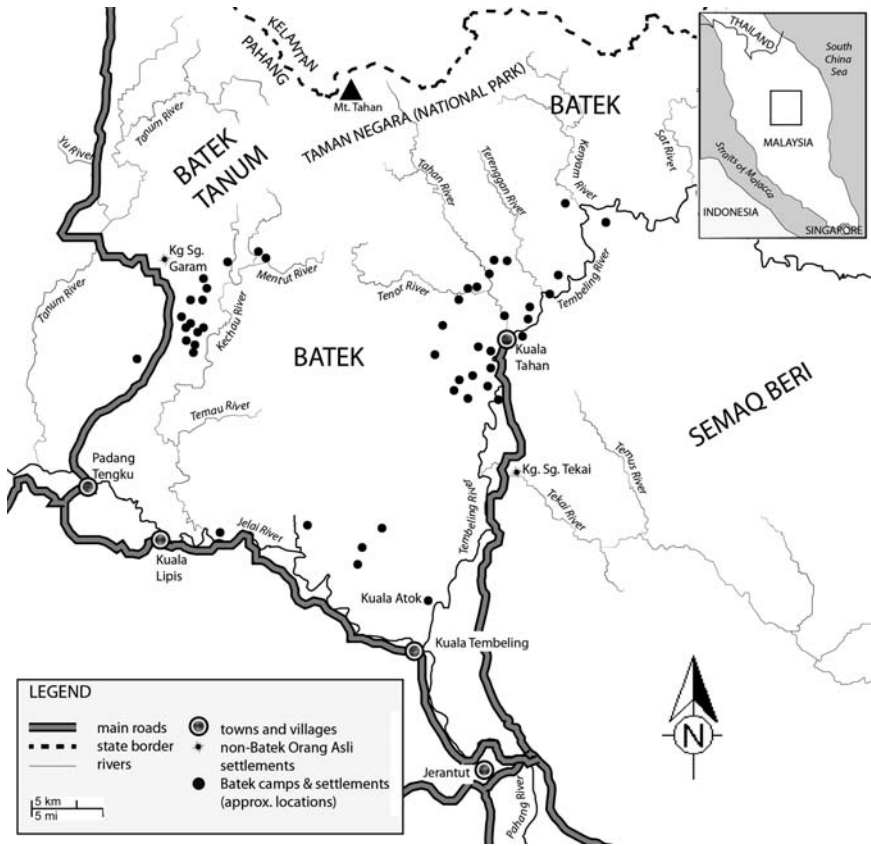 KELANTAN
PAHANG
Mt. Tahan
TAMAN NEGARA (NATIONAL PARK)
BATEK
THAILAND
South
China
Sea
MALAYSIA
Straits of Molocca
INDONESIA
SINGAPORE
Yu River
Tanum River
BATEK
TANUM
Tahan River
Terenggan River
Kenyam
River
Sat River
Kg Sg.
Garam
Mentut River
Tenor River
Tembeling River
Tanum River
Kechau River
BATEK
Kuala
Tahan
SEMAQ BERI
Temau River
Padang
Tengku
Kg. Sg. Tekai
Temus River
Tekai River
Tembeling River
Jelai River
Kuala
Lipis
Kuala Atok
Kuala Tembeling
N
Jerantut
Pahang River
LEGEND
main roads
state border
rivers
5 km
5 mi
towns and villages
non-Batek Orang Asli
settlements
Batek camps & settlements
(approx. locations)